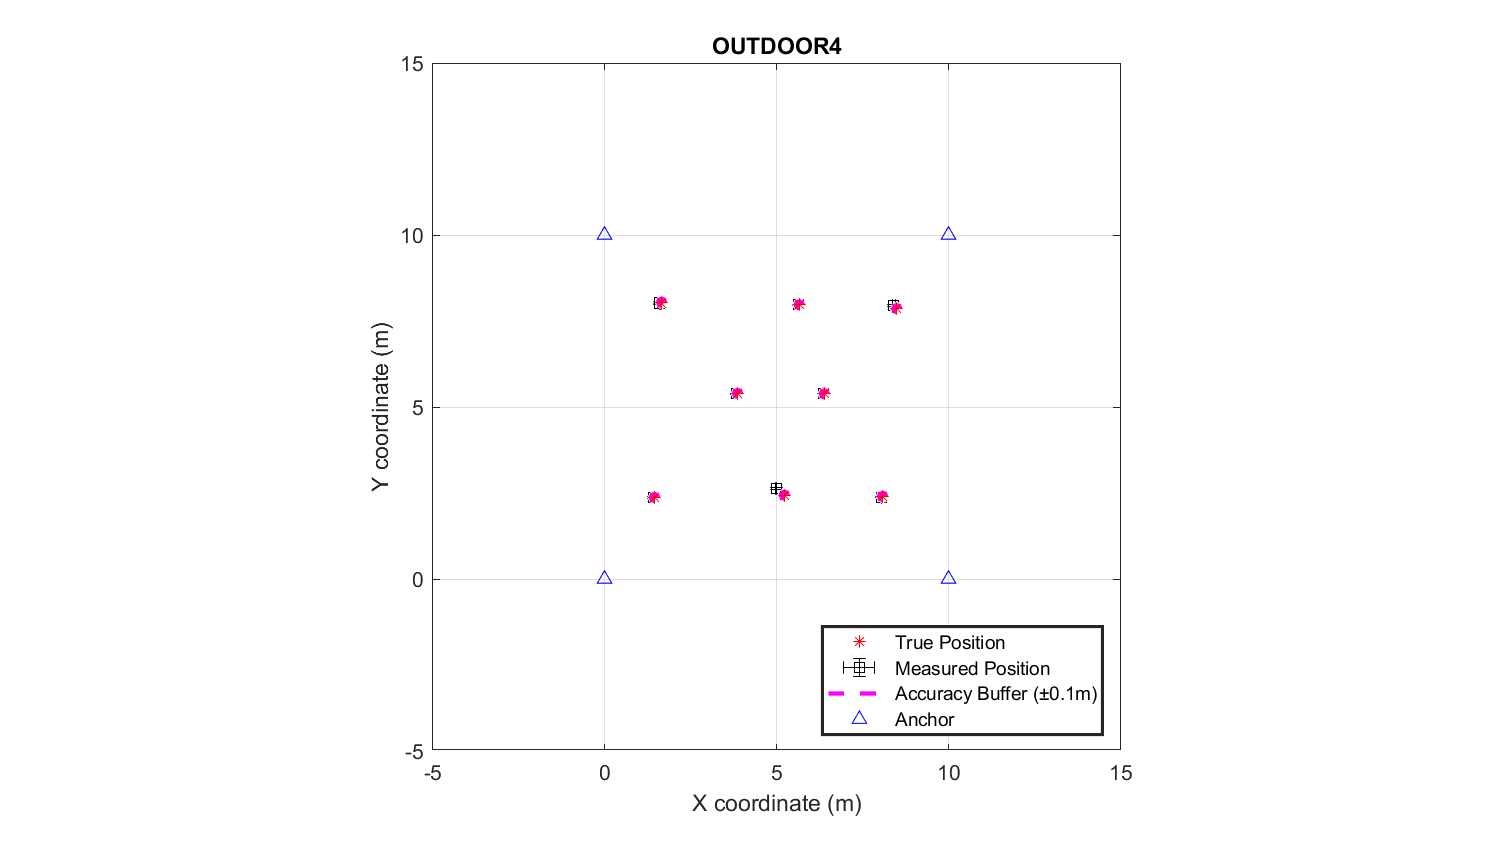 OUTDOOR4
15
10
5
0
-5
-5 0 5 10 15
Y coordinate (m)
X coordinate (m)
True Position
Measured Position
Accuracy Buffer (±0.1m)
Anchor